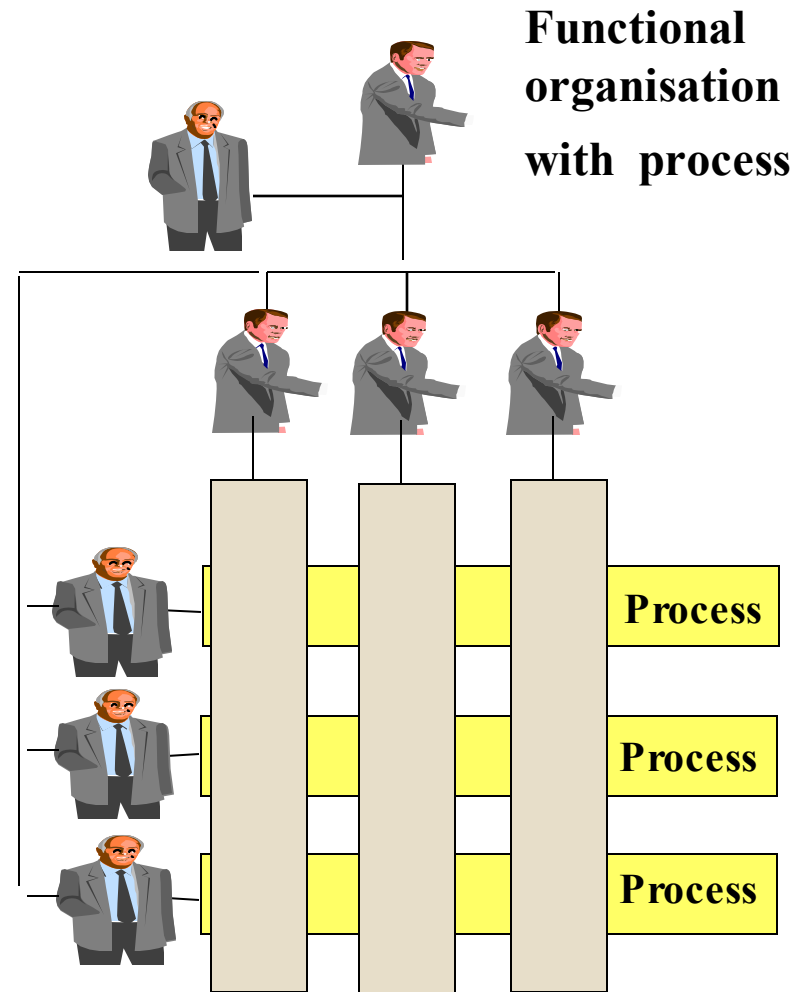 Functional
organisation
with process
Process
Process
Process